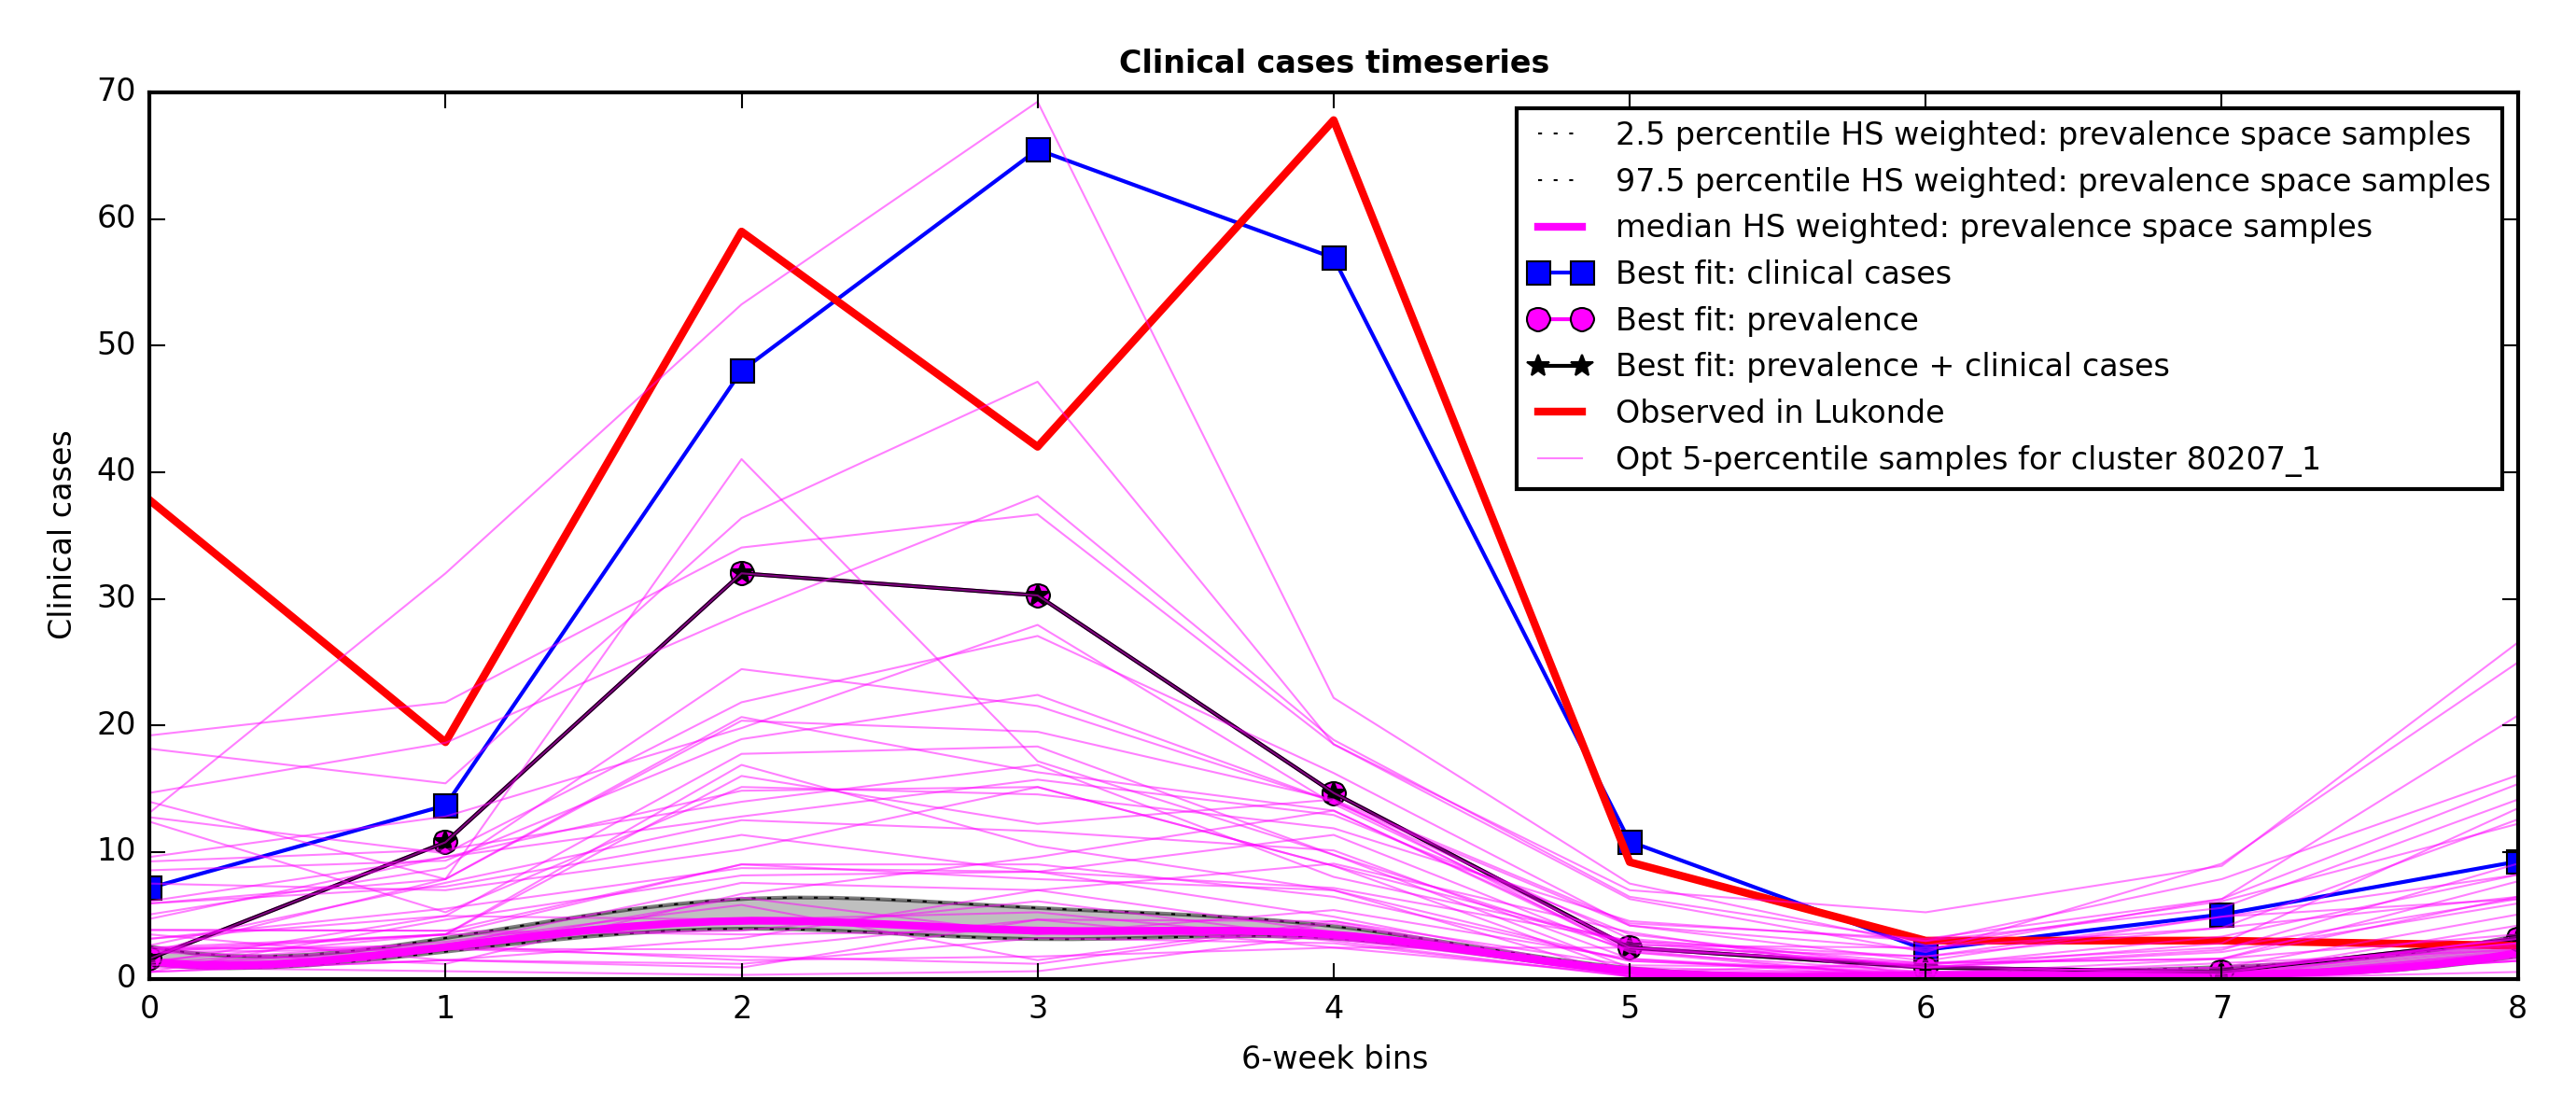 Clinical cases timeseries
70
60
50
40
30
20
10
0
Clinical cases
2.5 percentile HS weighted: prevalence space samples
97.5 percentile HS weighted: prevalence space samples
median HS weighted: prevalence space samples
Best fit: clinical cases
Best fit: prevalence
Best fit: prevalence + clinical cases
Observed in Lukonde
Opt 5-percentile samples for cluster 80207_1
0 1 2 3 4 5 6 7 8
6-week bins